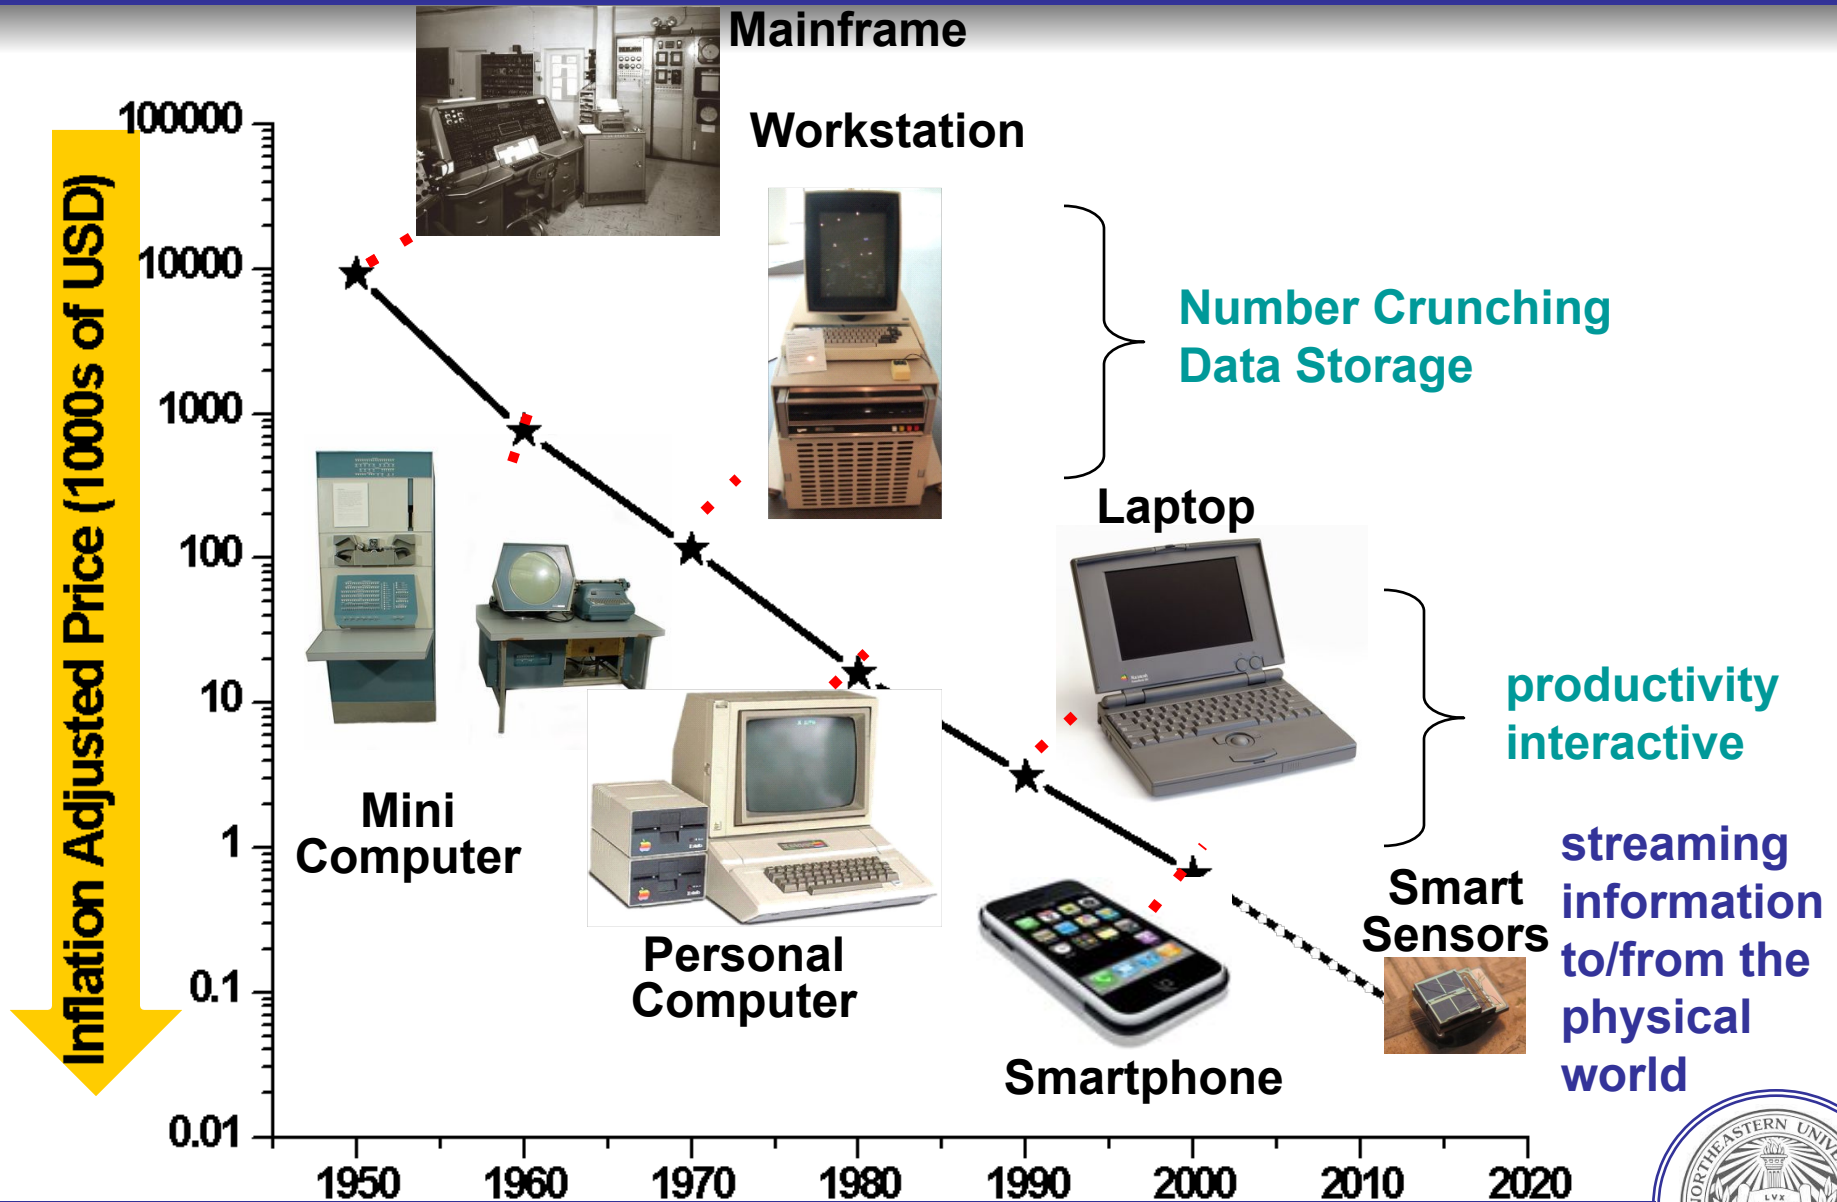 Mainframe
Workstation
100000
10000
1000
100
10
1
0.1
0.01
Inflation Adjusted Price (1000s of USD)
Number Crunching
Data Storage
Laptop
productivity
interactive
Mini
Computer
Personal
Computer
Smart
Sensors
streaming
information
to/from the
physical
world
Smartphone
1950 1960 1970 1980 1990 2000 2010 2020
LVX